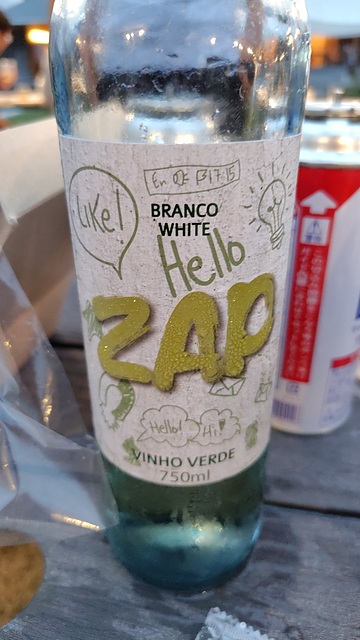 Like!
BRANCO
WHITE
Hello
ZAP
Hello!
Hi!
VINHO VERDE
750ml